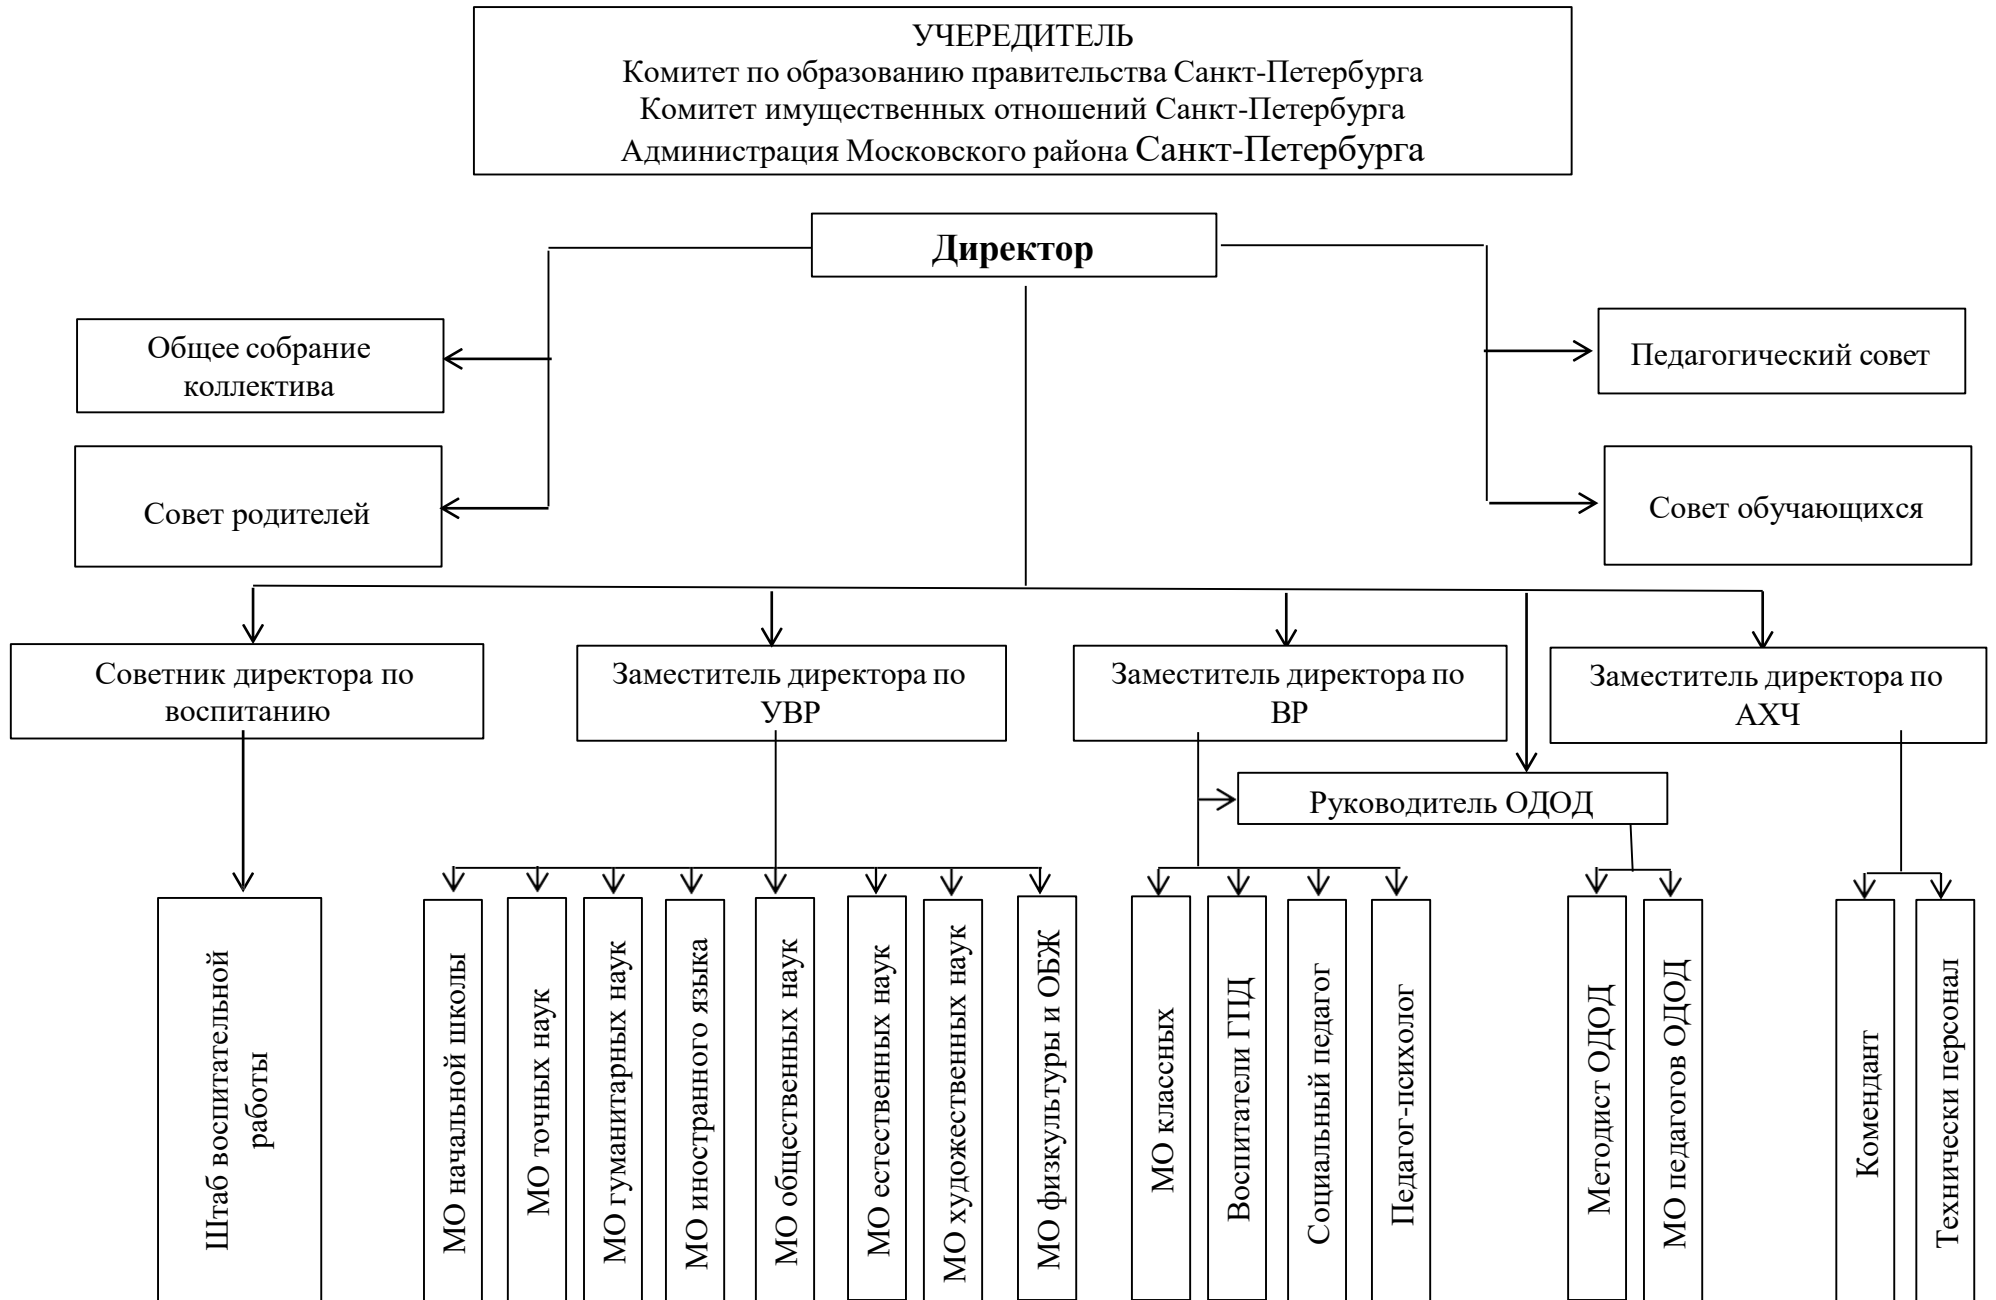 УЧЕРЕДИТЕЛЬ
Комитет по образованию правительства Санкт-Петербурга
Комитет имущественных отношений Санкт-Петербурга
Администрация Московского района Санкт-Петербурга
Директор
Общее собрание
коллектива
Педагогический совет
Совет родителей
Совет обучающихся
Советник директора по
воспитанию
Заместитель директора по
УВР
Заместитель директора по
ВР
Заместитель директора по
АХЧ
Руководитель ОДОД
Штаб воспитательной
работы
МО начальной школы
МО точных наук
МО гуманитарных наук
МО иностранного языка
МО общественных наук
МО естественных наук
МО художественных наук
МО физкультуры и ОБЖ
МО классных
Воспитатели ГПД
Социальный педагог
Педагог-психолог
Методист ОДОД
МО педагогов ОДОД
Комендант
Технически персонал